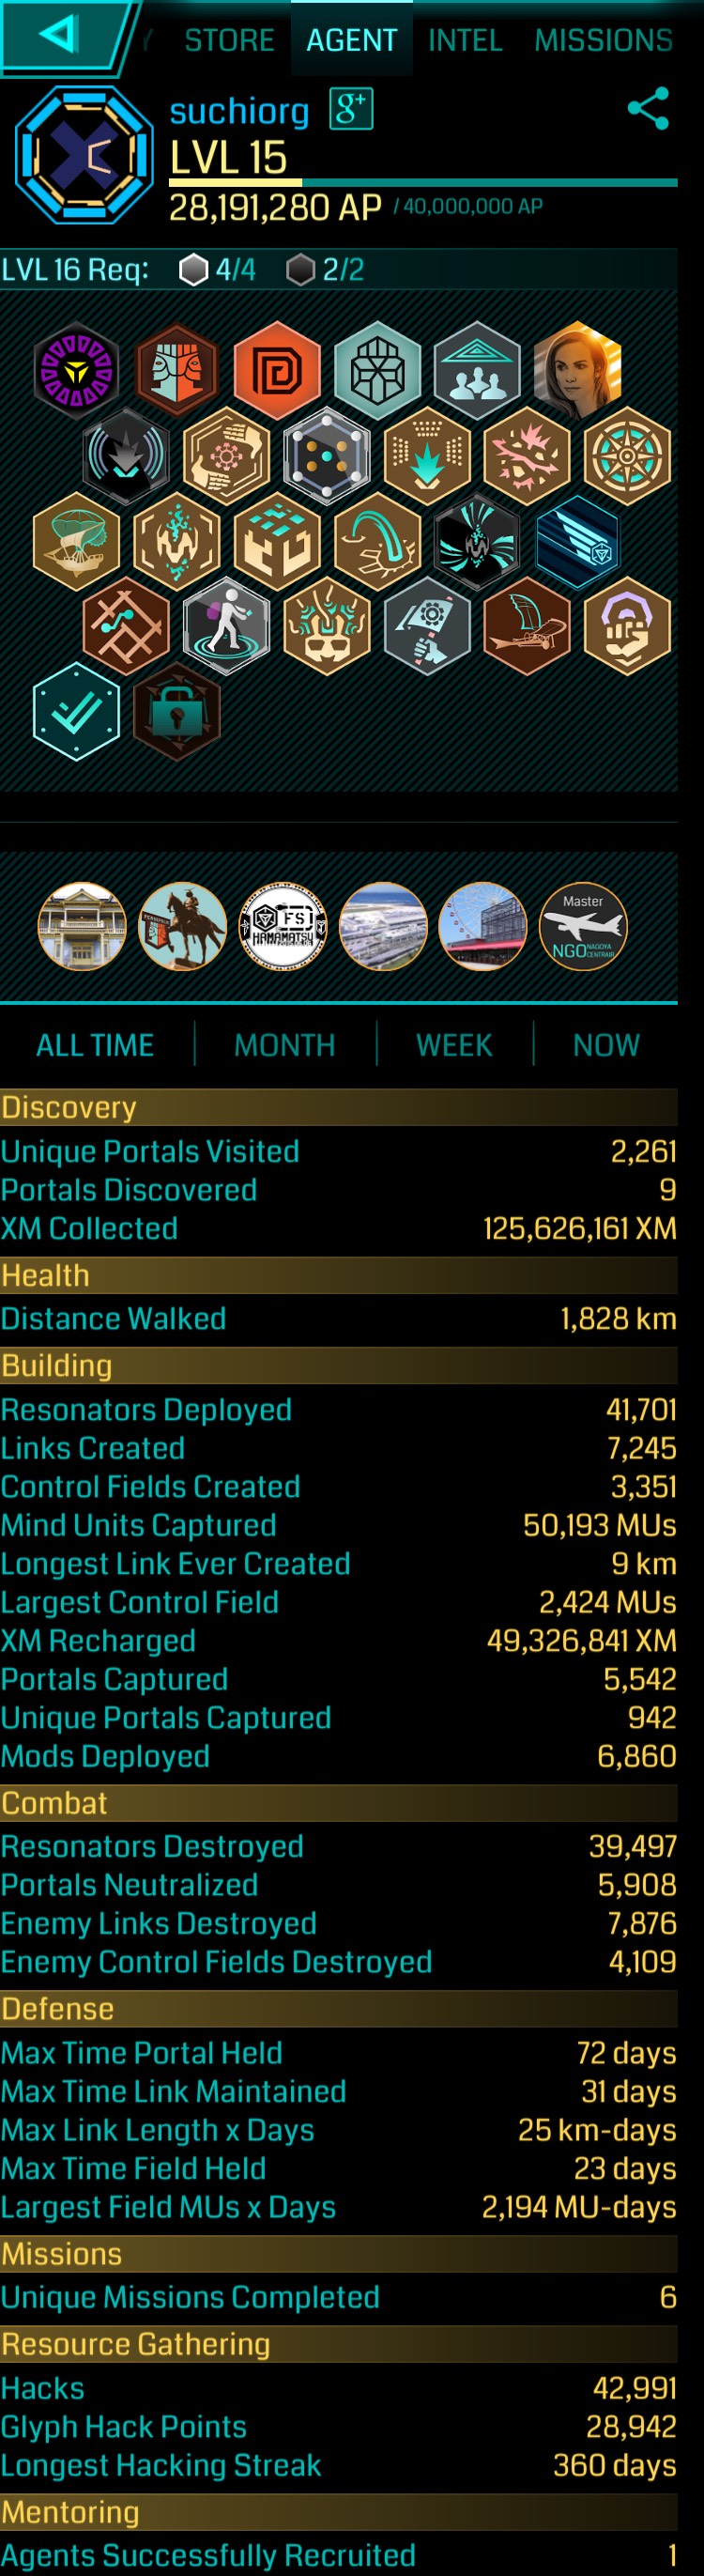 Y STORE AGENT INTEL MISSIONS
suchiorg g+
LVL 15
28,191,280 AP / 40,000,000 AP
LVL 16 Req: 4/4 2/2
FS
HAMAMATSU
Master
NGO NAGOYA CENTRAIR
ALL TIME MONTH WEEK NOW
Discovery
Unique Portals Visited 2,261
Portals Discovered 9
XM Collected 125,626,161 XM
Health
Distance Walked 1,828 km
Building
Resonators Deployed 41,701
Links Created 7,245
Control Fields Created 3,351
Mind Units Captured 50,193 MUs
Longest Link Ever Created 9 km
Largest Control Field 2,424 MUs
XM Recharged 49,326,841 XM
Portals Captured 5,542
Unique Portals Captured 942
Mods Deployed 6,860
Combat
Resonators Destroyed 39,497
Portals Neutralized 5,908
Enemy Links Destroyed 7,876
Enemy Control Fields Destroyed 4,109
Defense
Max Time Portal Held 72 days
Max Time Link Maintained 31 days
Max Link Length x Days 25 km-days
Max Time Field Held 23 days
Largest Field MUs x Days 2,194 MU-days
Missions
Unique Missions Completed 6
Resource Gathering
Hacks 42,991
Glyph Hack Points 28,942
Longest Hacking Streak 360 days
Mentoring
Agents Successfully Recruited 1